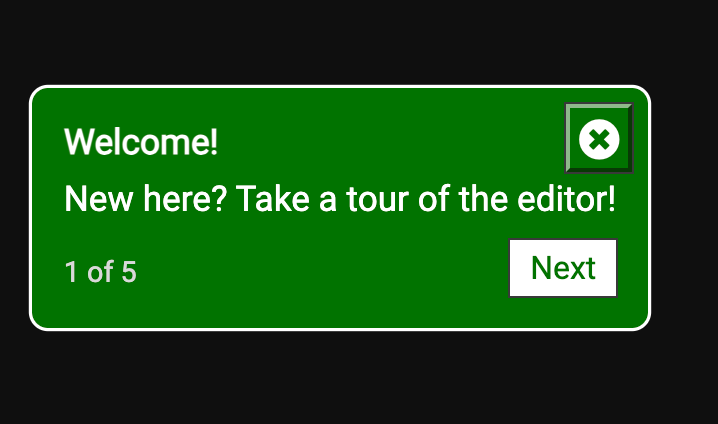 Welcome!
New here? Take a tour of the editor!
1 of 5
Next